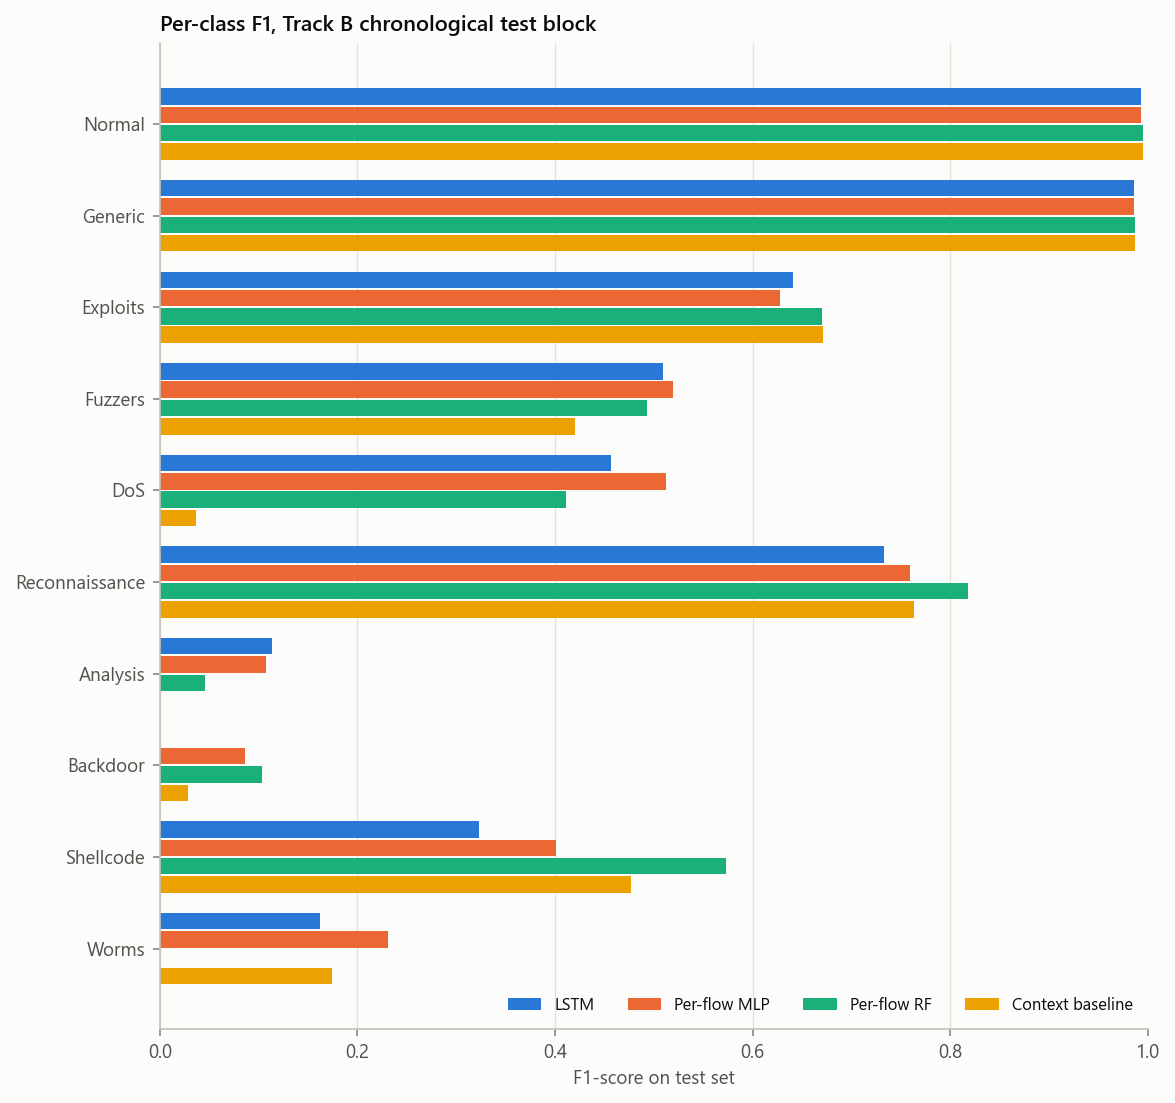 Per-class F1, Track B chronological test block
Normal
Generic
Exploits
Fuzzers
DoS
Reconnaissance
Analysis
Backdoor
Shellcode
Worms
LSTM Per-flow MLP Per-flow RF Context baseline
0.0 0.2 0.4 0.6 0.8 1.0
F1-score on test set